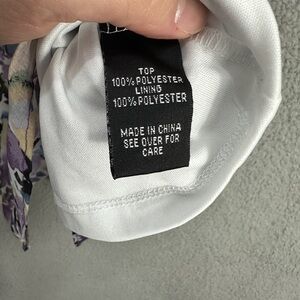 TOP
100% POLYESTER
LINING
100% POLYESTER
MADE IN CHINA
SEE OVER FOR
CARE